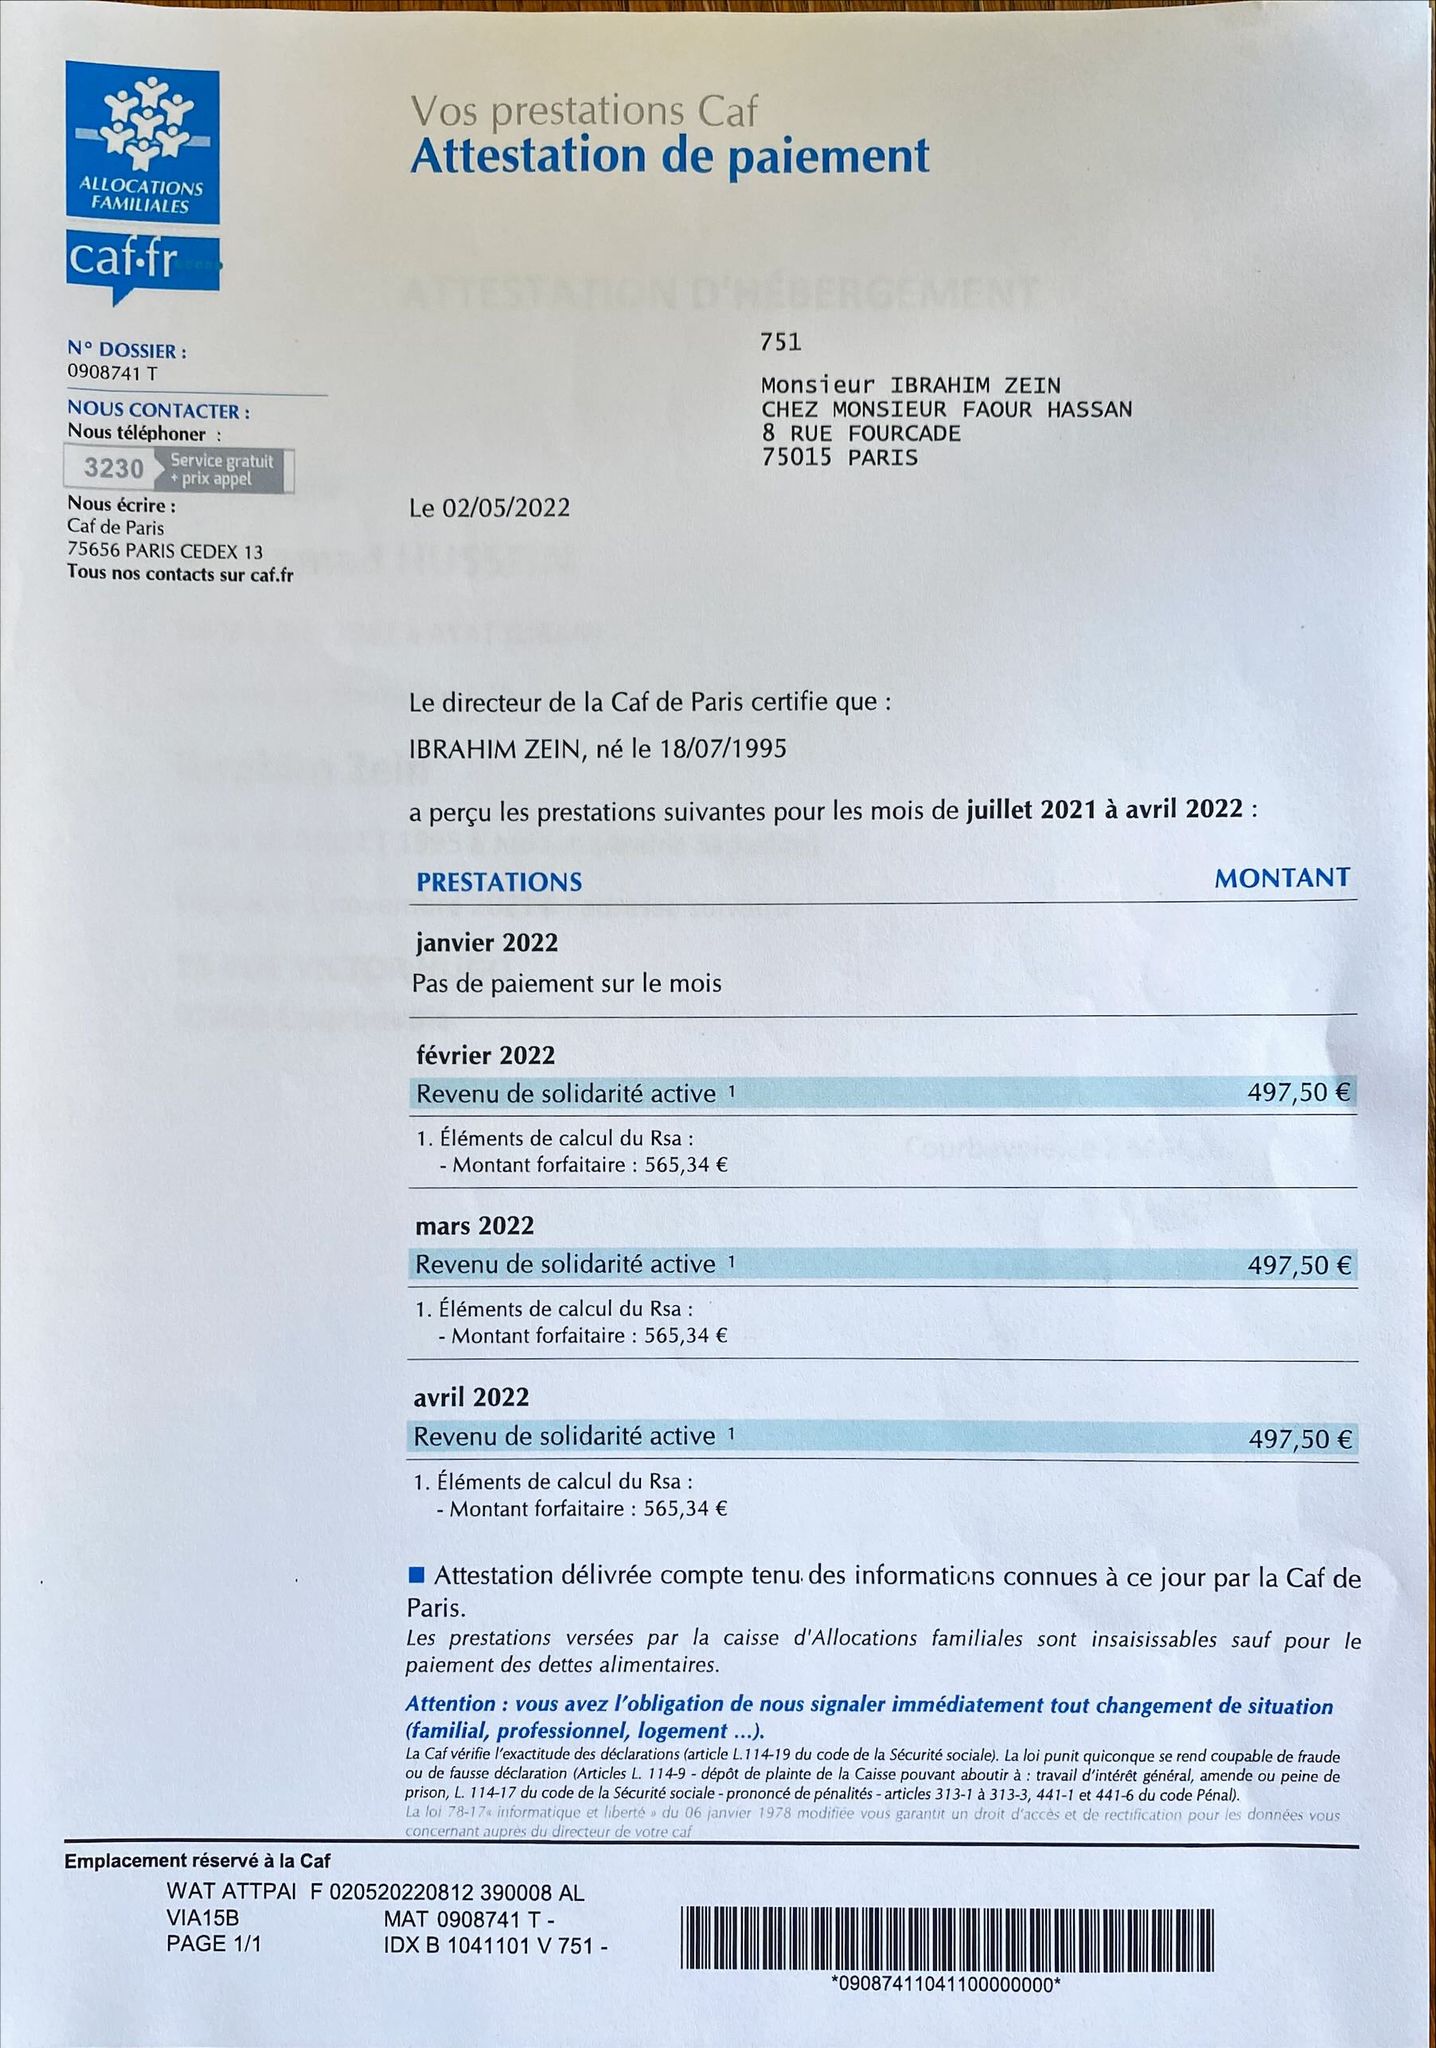 Vos prestations Caf
Attestation de paiement
ALLOCATIONS
FAMILIALES
caf.fr
ATTESTATION D'HÉBERGEMENT
N° DOSSIER :
0908741 T
NOUS CONTACTER :
Nous téléphoner :
3230 Service gratuit
+ prix appel
Nous écrire :
Caf de Paris
75656 PARIS CEDEX 13
Tous nos contacts sur caf.fr
751
Monsieur IBRAHIM ZEIN
CHEZ MONSIEUR FAOUR HASSAN
8 RUE FOURCADE
75015 PARIS
Le 02/05/2022
Le directeur de la Caf de Paris certifie que :
IBRAHIM ZEIN, né le 18/07/1995
a perçu les prestations suivantes pour les mois de juillet 2021 à avril 2022 :
PRESTATIONS MONTANT
janvier 2022
Pas de paiement sur le mois
février 2022
Revenu de solidarité active 1 497,50 €
1. Éléments de calcul du Rsa :
- Montant forfaitaire : 565,34 €
mars 2022
Revenu de solidarité active 1 497,50 €
1. Éléments de calcul du Rsa :
- Montant forfaitaire : 565,34 €
avril 2022
Revenu de solidarité active 1 497,50 €
1. Éléments de calcul du Rsa :
- Montant forfaitaire : 565,34 €
■ Attestation délivrée compte tenu des informations connues à ce jour par la Caf de
Paris.
Les prestations versées par la caisse d'Allocations familiales sont insaisissables sauf pour le
paiement des dettes alimentaires.
Attention : vous avez l'obligation de nous signaler immédiatement tout changement de situation
(familial, professionnel, logement ...).
La Caf vérifie l'exactitude des déclarations (article L.114-19 du code de la Sécurité sociale). La loi punit quiconque se rend coupable de fraude
ou de fausse déclaration (Articles L. 114-9 - dépôt de plainte de la Caisse pouvant aboutir à : travail d'intérêt général, amende ou peine de
prison, L. 114-17 du code de la Sécurité sociale - prononcé de pénalités - articles 313-1 à 313-3, 441-1 et 441-6 du code Pénal).
La loi 78-17« informatique et liberté » du 06 janvier 1978 modifiée vous garantit un droit d'accès et de rectification pour les données vous
concernant auprès du directeur de votre caf
Emplacement réservé à la Caf
WAT ATTPAI F 020520220812 390008 AL
VIA15B MAT 0908741 T -
PAGE 1/1 IDX B 1041101 V 751 -
*09087411041100000000*